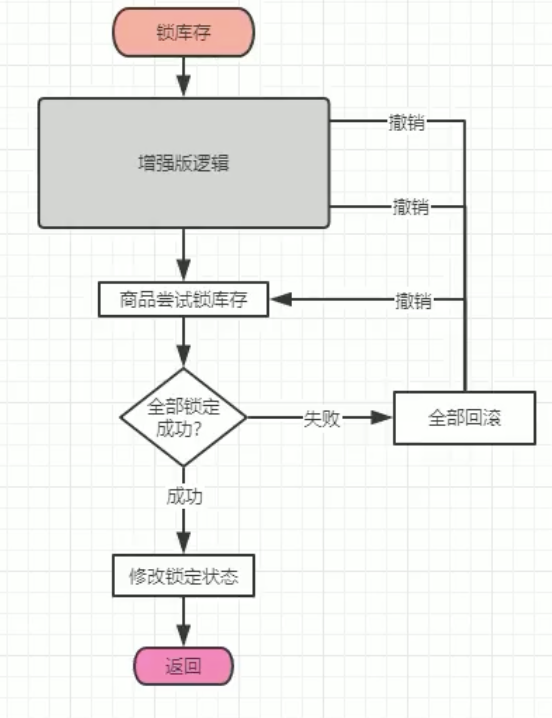 锁库存
撤销
增强版逻辑
撤销
商品尝试锁库存
撤销
全部锁定
成功？
失败
全部回滚
成功
修改锁定状态
返回